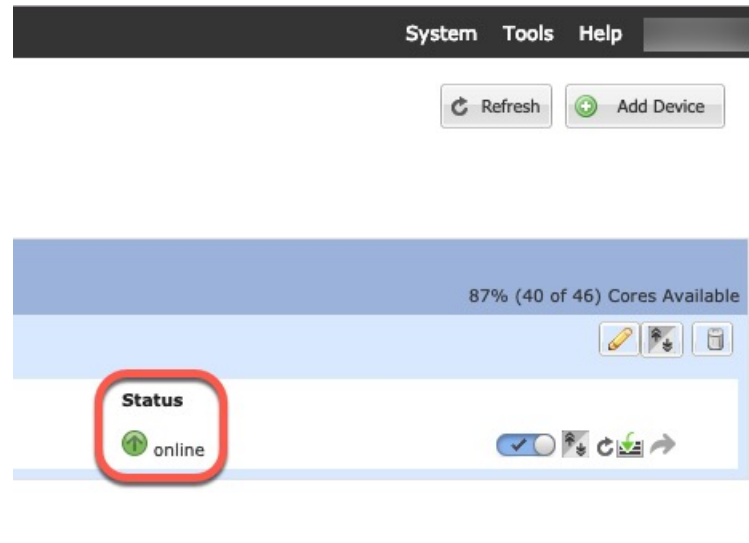 System Tools Help
Refresh Add Device
87% (40 of 46) Cores Available
Status
online